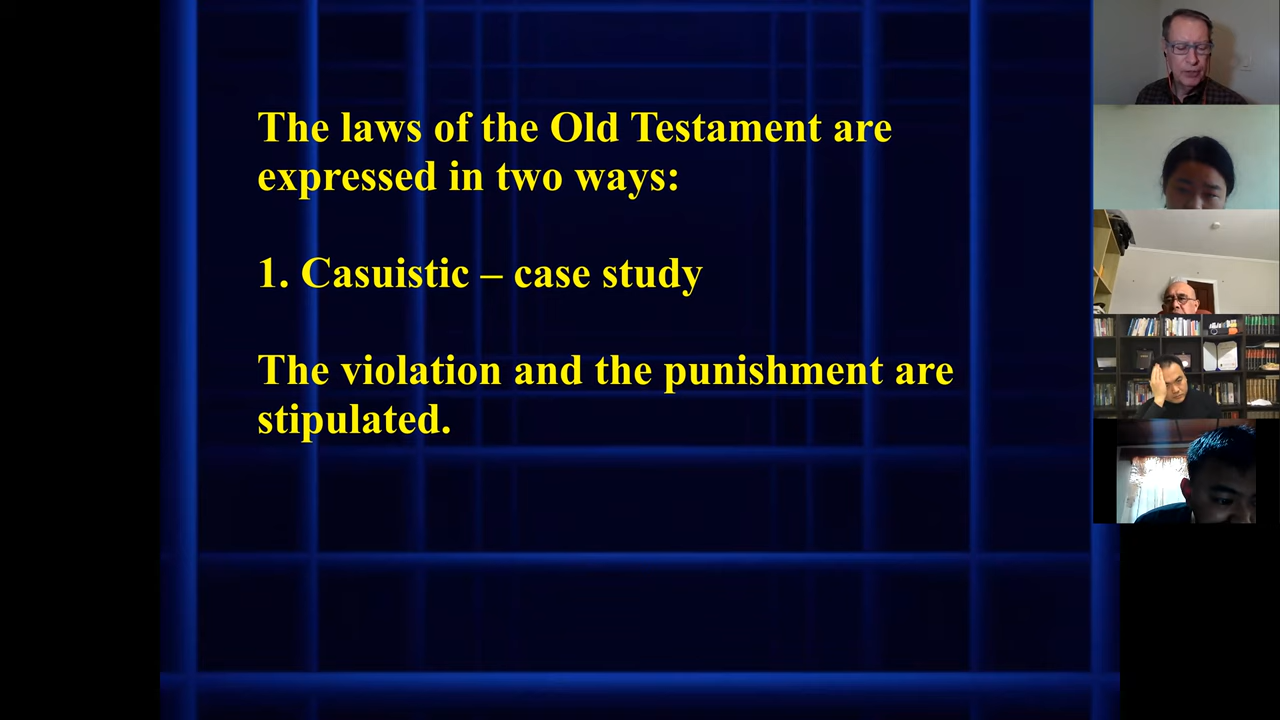 The laws of the Old Testament are
expressed in two ways:
1. Casuistic – case study
The violation and the punishment are
stipulated.